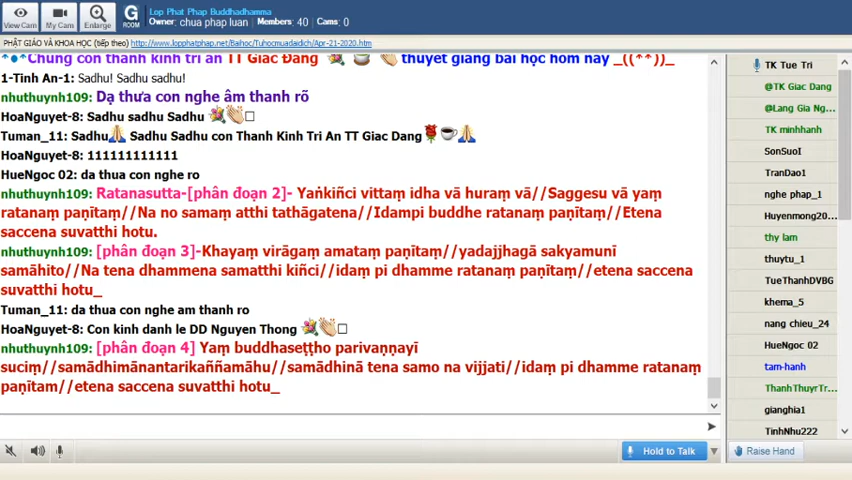 Lop Phat Phap Buddhadhamma
Owner: chua phap luan Members: 40 Cams: 0
View Cam
My Cam
Enlarge
G
ROOM
PHẬT GIÁO VÀ KHOA HỌC (tiếp theo) http://www.lopphatphap.net/Baihoc/Tuhocmuadaidich/Apr-21-2020.htm
*•*Chúng con thành kính tri ân TT Giác Đẳng thuyết giảng bài học hôm nay _((**))_
1-Tinh An-1: Sadhu! Sadhu sadhu!
nhuthuynh109: Dạ thưa con nghe âm thanh rõ
HoaNguyet-8: Sadhu sadhu Sadhu
Tuman_11: Sadhu Sadhu Sadhu con Thanh Kinh Tri An TT Giac Dang
HoaNguyet-8: 111111111111
HueNgoc 02: da thua con nghe ro
nhuthuynh109: Ratanasutta-[phân đoạn 2]- Yaṅkiñci vittaṃ idha vā huraṃ vā//Saggesu vā yaṃ
ratanaṃ paṇītaṃ//Na no samaṃ atthi tathāgatena//Idampi buddhe ratanaṃ paṇītaṃ//Etena
saccena suvatthi hotu.
nhuthuynh109: [phân đoạn 3]-Khayaṃ virāgaṃ amataṃ paṇītaṃ//yadajjhagā sakyamunī
samāhito//Na tena dhammena samatthi kiñci//idaṃ pi dhamme ratanaṃ paṇītaṃ//etena saccena
suvatthi hotu_
Tuman_11: da thua con nghe am thanh ro
HoaNguyet-8: Con kinh danh le DD Nguyen Thong
nhuthuynh109: [phân đoạn 4] Yaṃ buddhaseṭṭho parivaṇṇayī
suciṃ//samādhimānantarikaññamāhu//samādhinā tena samo na vijjati//idaṃ pi dhamme ratanaṃ
paṇītaṃ//etena saccena suvatthi hotu_
TK Tue Tri
@TK Giac Dang
@Lang Gia Ng...
TK minhhanh
SonSuoI
TranDao1
nghe phap_1
Huyenmong20...
thy lam
thuytu_1
TueThanhDVBG
khema_5
nang chieu_24
HueNgoc 02
tam-hanh
ThanhThuyrTr...
gianghia1
TinhNhu222
Hold to Talk
Raise Hand